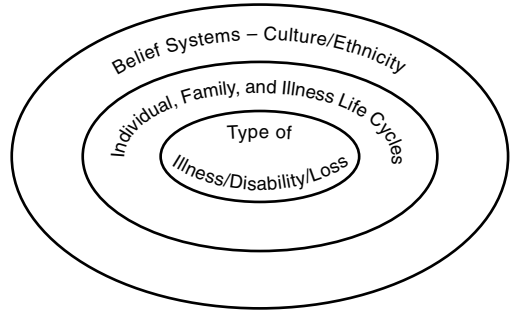 Belief Systems – Culture/Ethnicity
Individual, Family, and Illness Life Cycles
Type of
Illness/Disability/Loss